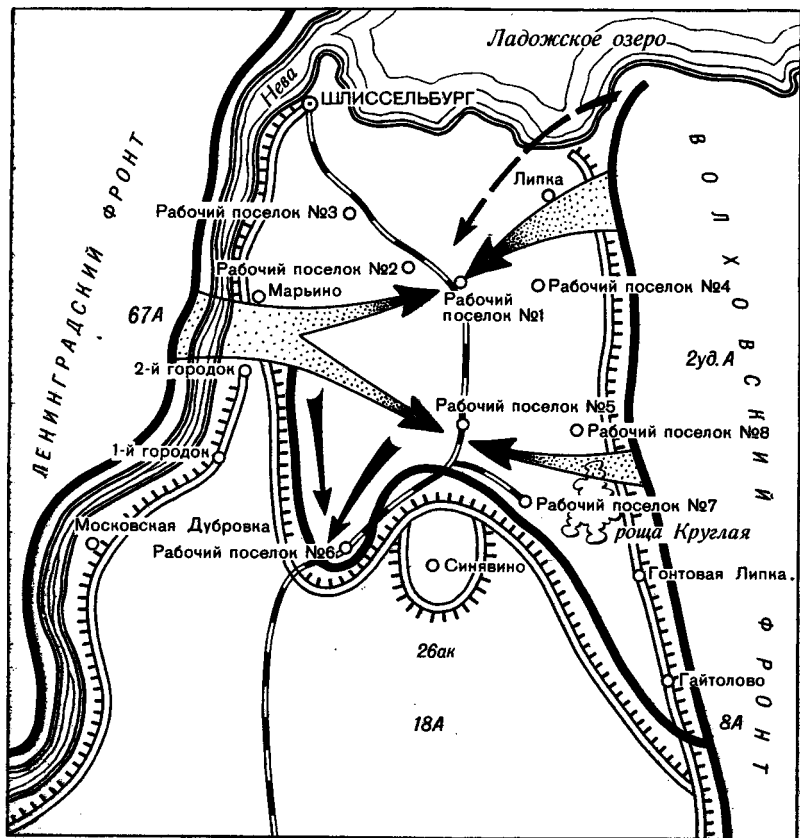 Ладожское озеро
Нева
ШЛИССЕЛЬБУРГ
ЛЕНИНГРАДСКИЙ ФРОНТ
ВОЛХОВСКИЙ ФРОНТ
Липка
Рабочий поселок №3
Рабочий поселок №2
Марьино
Рабочий
поселок №1
Рабочий поселок №4
67А
2уд.А
2-й городок
Рабочий поселок №5
Рабочий поселок №8
1-й городок
Рабочий поселок №7
Московская Дубровка
роща Круглая
Рабочий поселок №6
Синявино
Гонтовая Липка.
26ак
Гайтолово
18А
8А